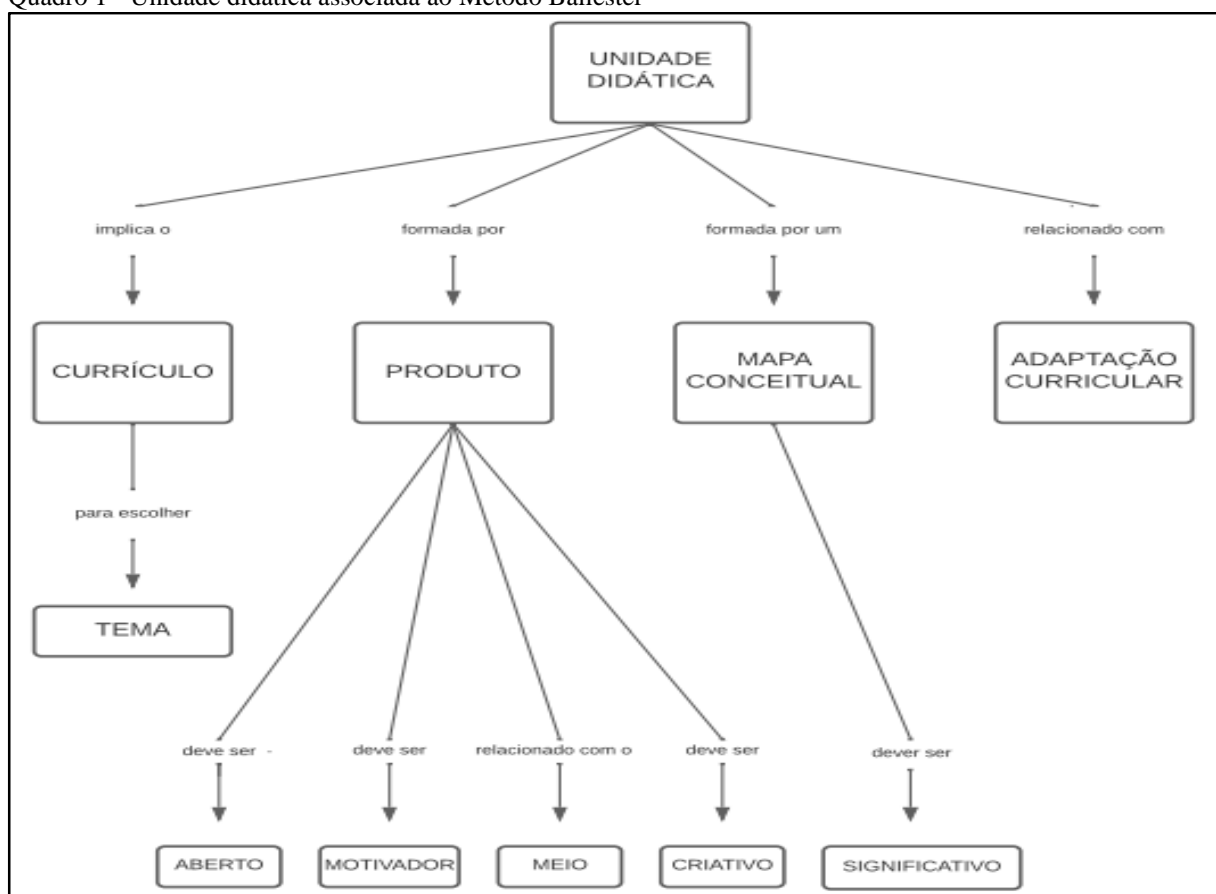 Quadro 1 - Unidade didática associada ao Método Ballester
UNIDADE
DIDÁTICA
implica o
formada por
formada por um
relacionado com
CURRÍCULO
PRODUTO
MAPA
CONCEITUAL
ADAPTAÇÃO
CURRICULAR
para escolher
TEMA
deve ser -
deve ser
relacionado com o
deve ser
dever ser
ABERTO
MOTIVADOR
MEIO
CRIATIVO
SIGNIFICATIVO